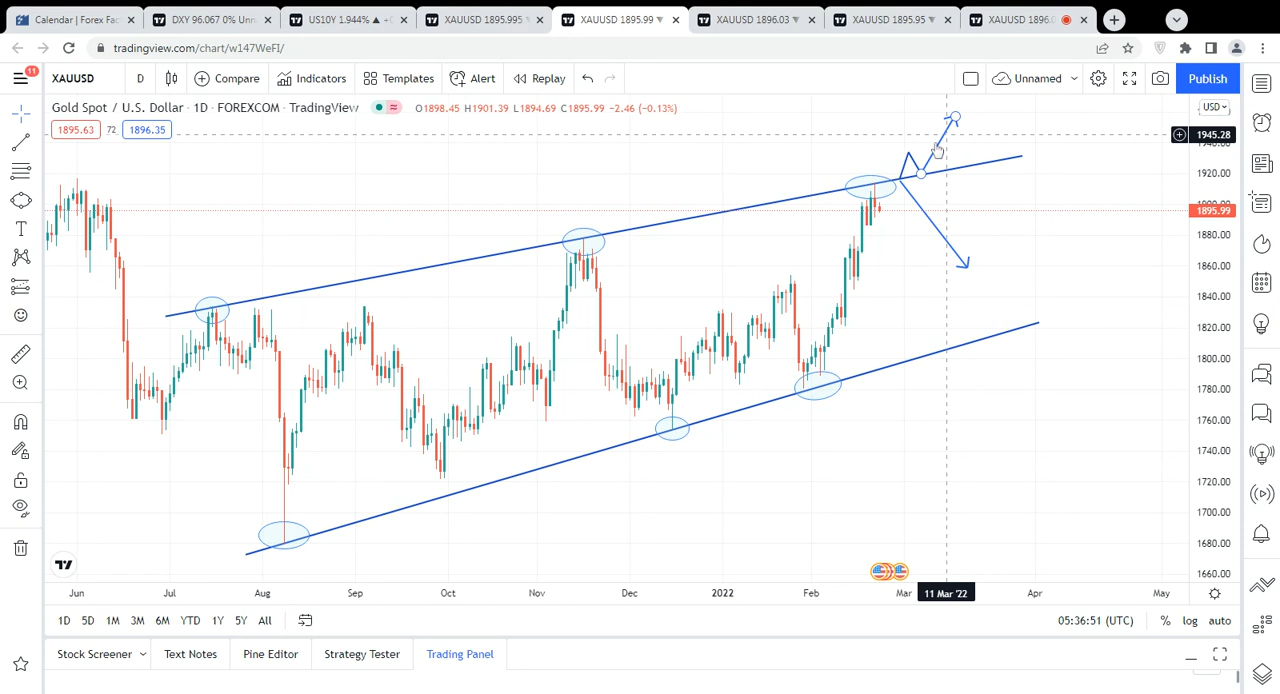 Calendar | Forex Fac
DXY 96.067 0% Unn
US10Y 1.944% ▲ +
XAUUSD 1895.995
XAUUSD 1895.99 ▼
XAUUSD 1896.03 ▼
XAUUSD 1895.95 ▼
XAUUSD 1896.0
tradingview.com/chart/w147WeFI/
11
XAUUSD
D
Compare
Indicators
Templates
Alert
Replay
Unnamed
Publish
Gold Spot / U.S. Dollar · 1D · FOREXCOM · TradingView
O1898.45 H1901.39 L1894.69 C1895.99 −2.46 (−0.13%)
USD
1895.63
72
1896.35
1945.28
1940.00
1920.00
1900.00
1895.99
1880.00
1860.00
1840.00
1820.00
1800.00
1780.00
1760.00
1740.00
1720.00
1700.00
1680.00
1660.00
Jun
Jul
Aug
Sep
Oct
Nov
Dec
2022
Feb
Mar
11 Mar '22
Apr
May
1D
5D
1M
3M
6M
YTD
1Y
5Y
All
05:36:51 (UTC)
%
log
auto
Stock Screener
Text Notes
Pine Editor
Strategy Tester
Trading Panel